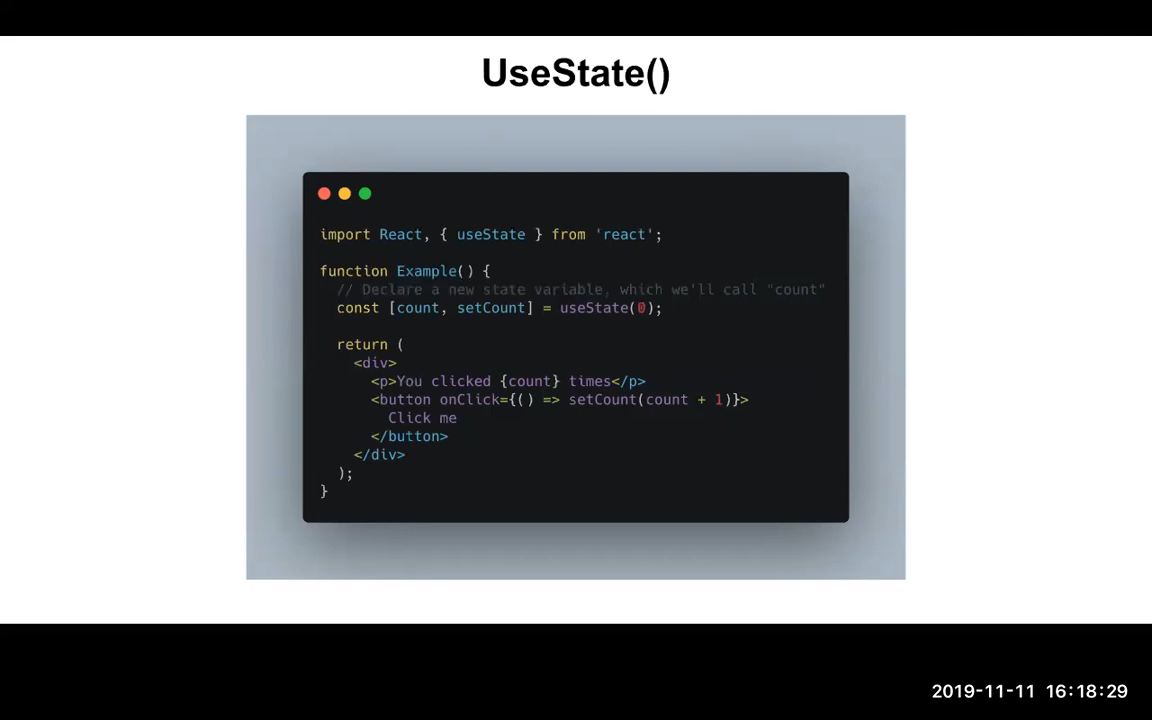 UseState()
import React, { useState } from 'react';
function Example() {
  // Declare a new state variable, which we'll call "count"
  const [count, setCount] = useState(0);
  return (
    <div>
      <p>You clicked {count} times</p>
      <button onClick={() => setCount(count + 1)}>
        Click me
      </button>
    </div>
  );
}
2019-11-11 16:18:29